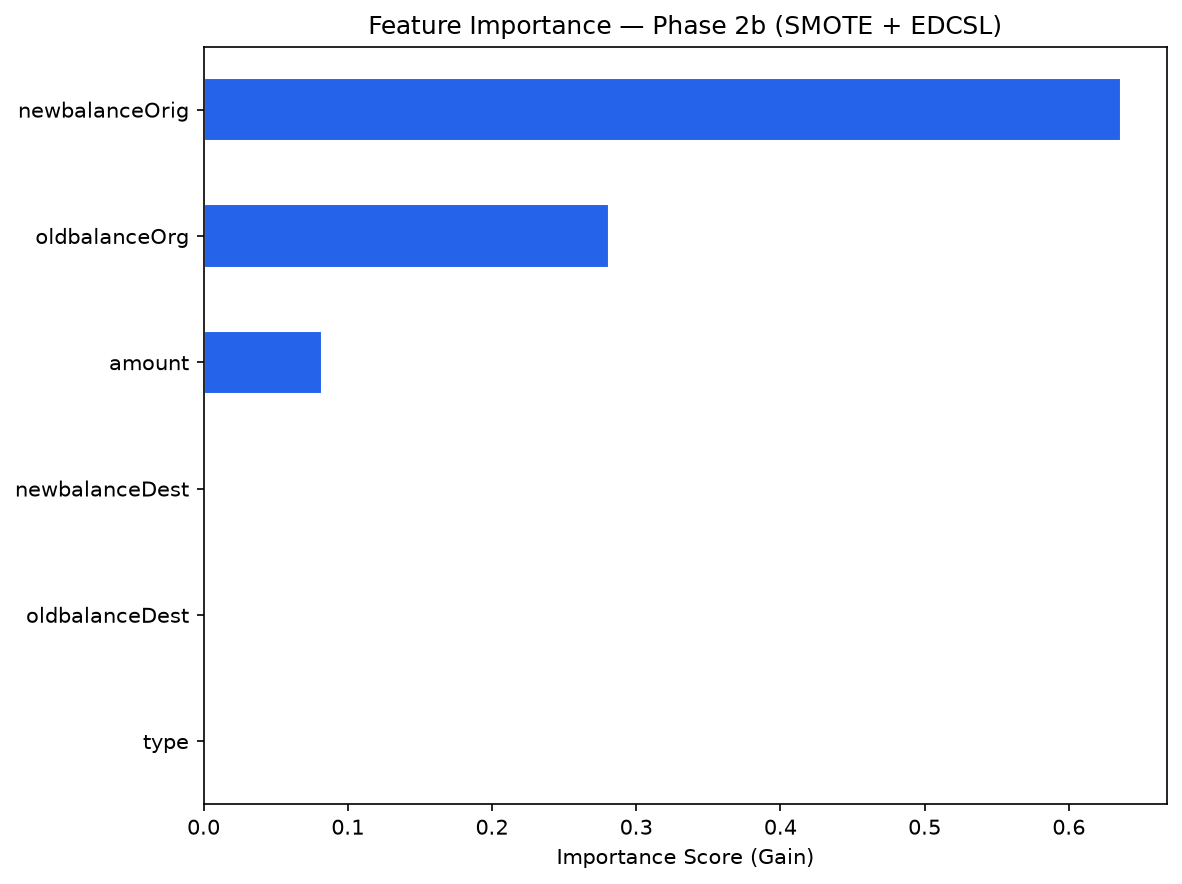 Feature Importance — Phase 2b (SMOTE + EDCSL)
newbalanceOrig
oldbalanceOrg
amount
newbalanceDest
oldbalanceDest
type
0.0 0.1 0.2 0.3 0.4 0.5 0.6
Importance Score (Gain)